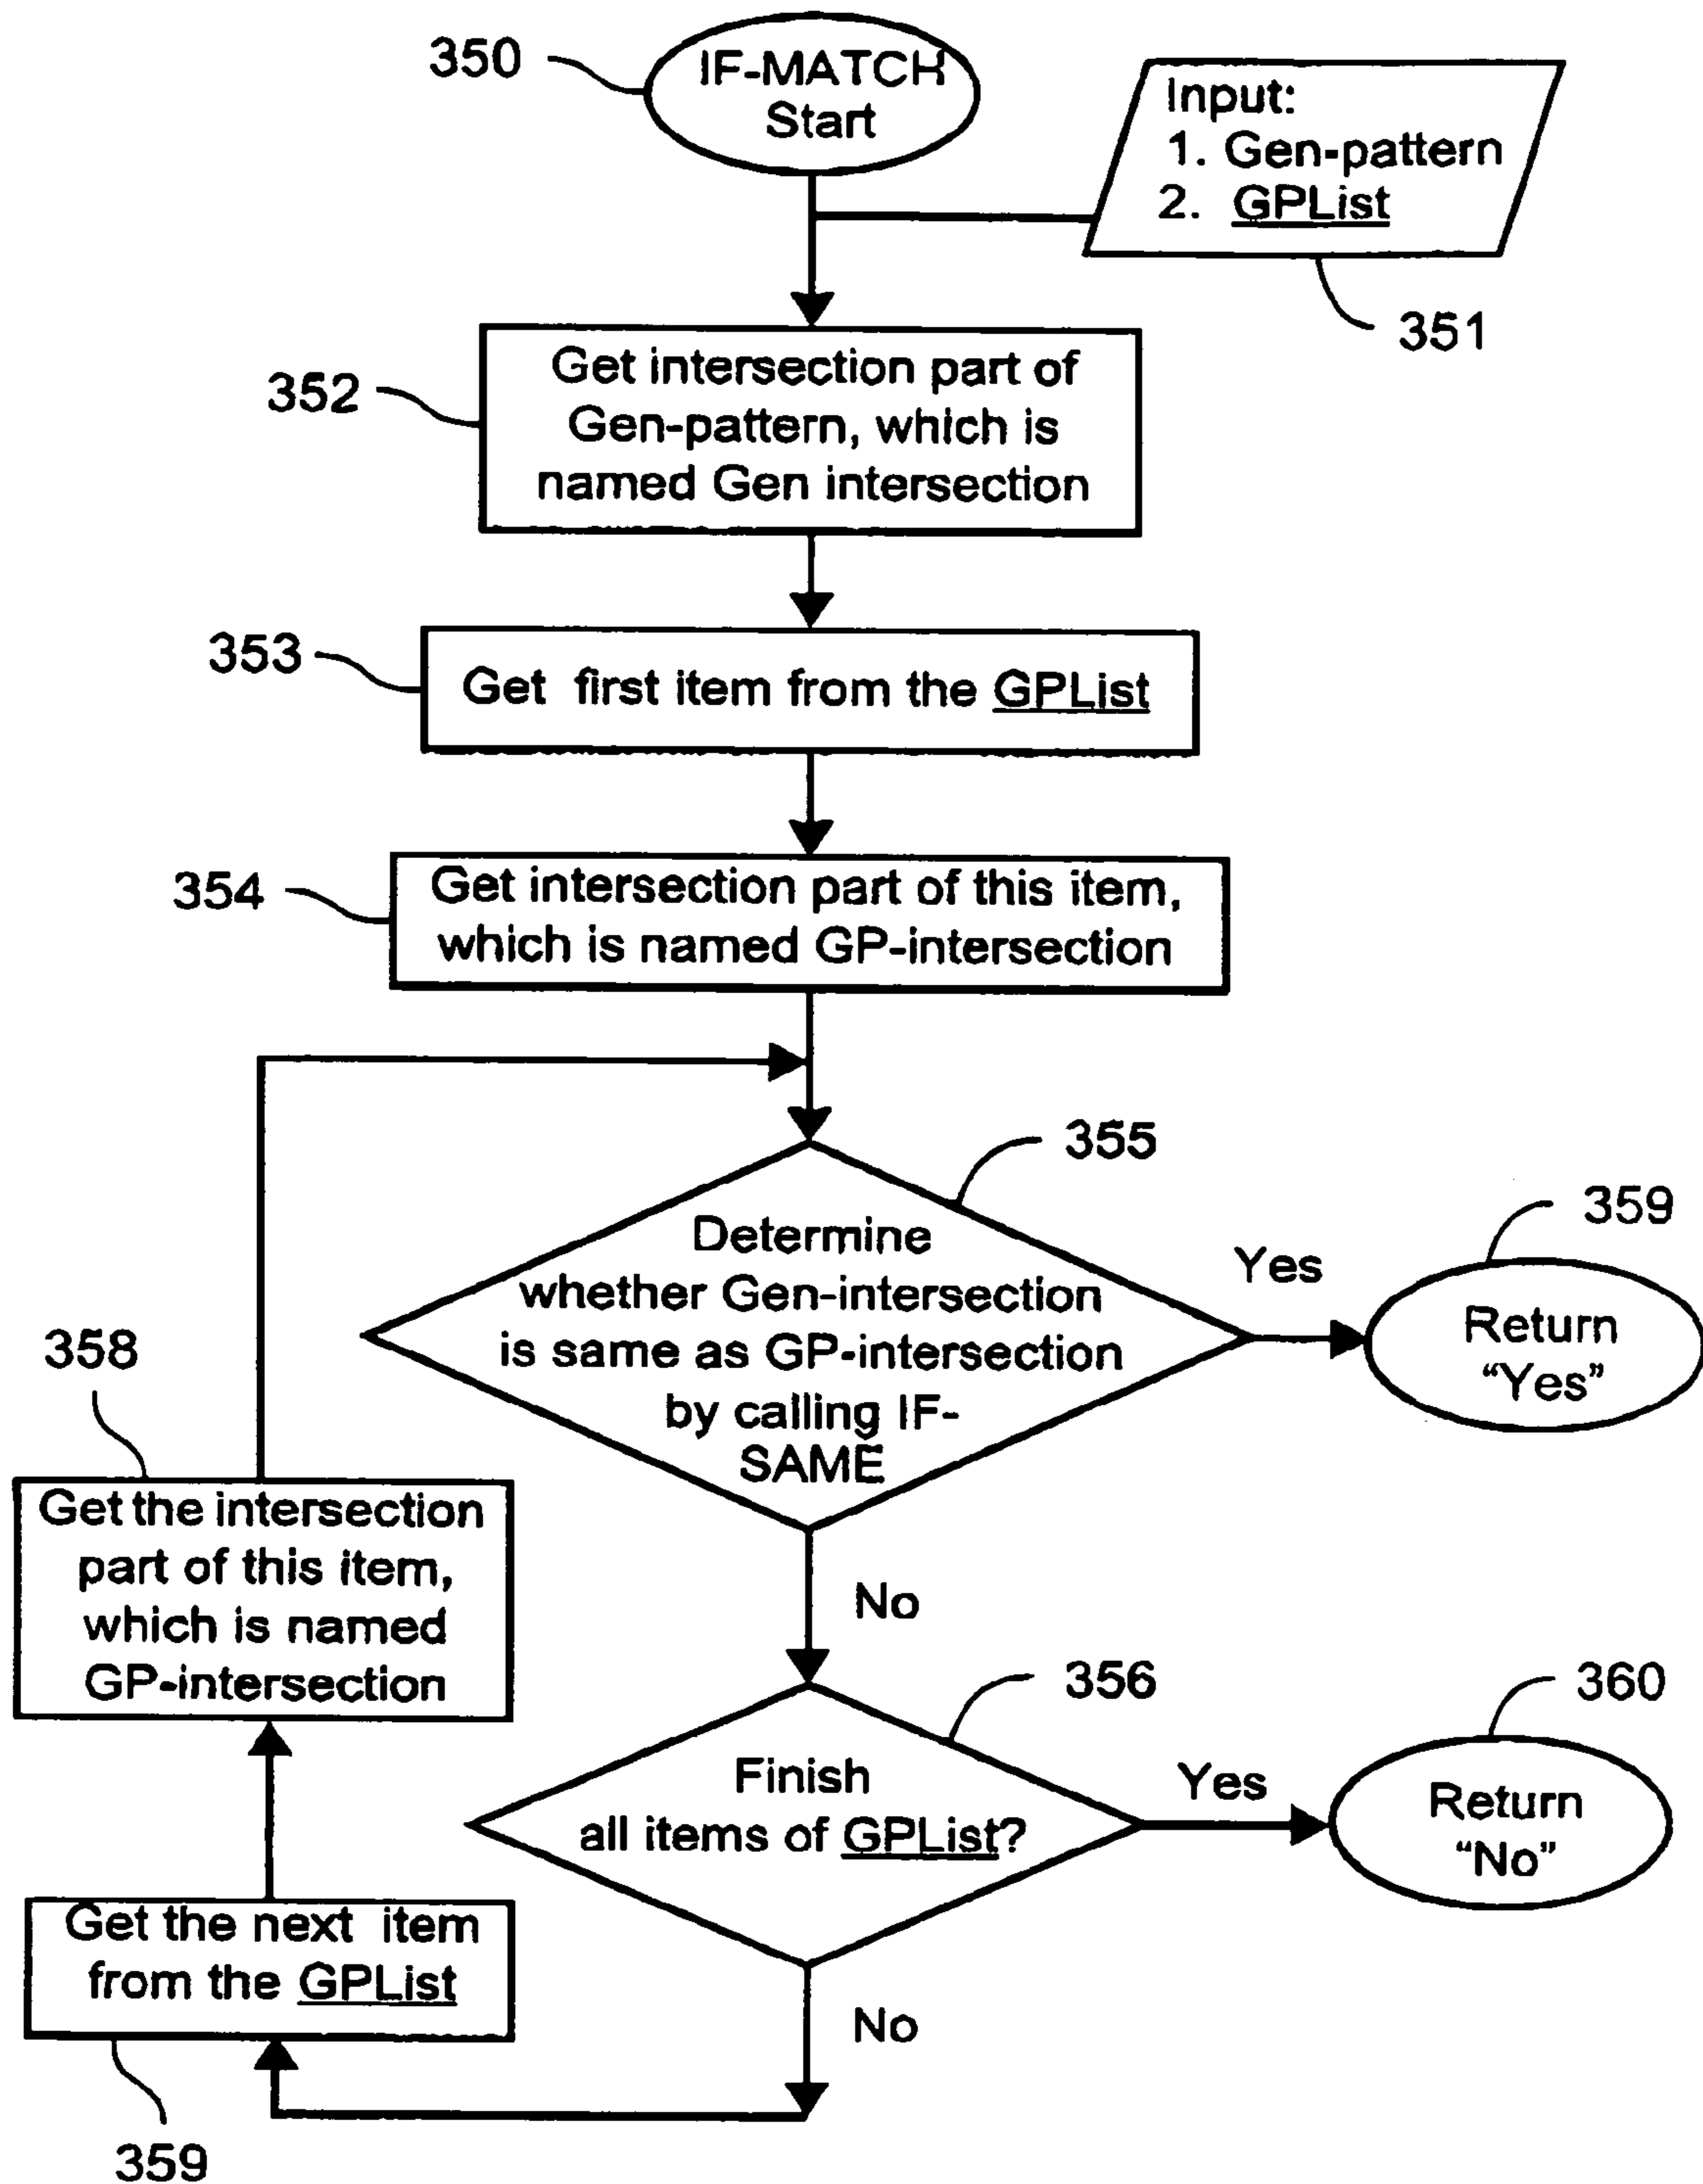 350
IF-MATCH
Start
Input:
1. Gen-pattern
2. GPList
351
352
Get intersection part of
Gen-pattern, which is
named Gen intersection
353
Get first item from the GPList
354
Get intersection part of this item,
which is named GP-intersection
355
Determine
whether Gen-intersection
is same as GP-intersection
by calling IF-
SAME
Yes
359
Return
“Yes”
358
Get the intersection
part of this item,
which is named
GP-intersection
No
356
Finish
all items of GPList?
Yes
360
Return
“No”
Get the next item
from the GPList
No
359